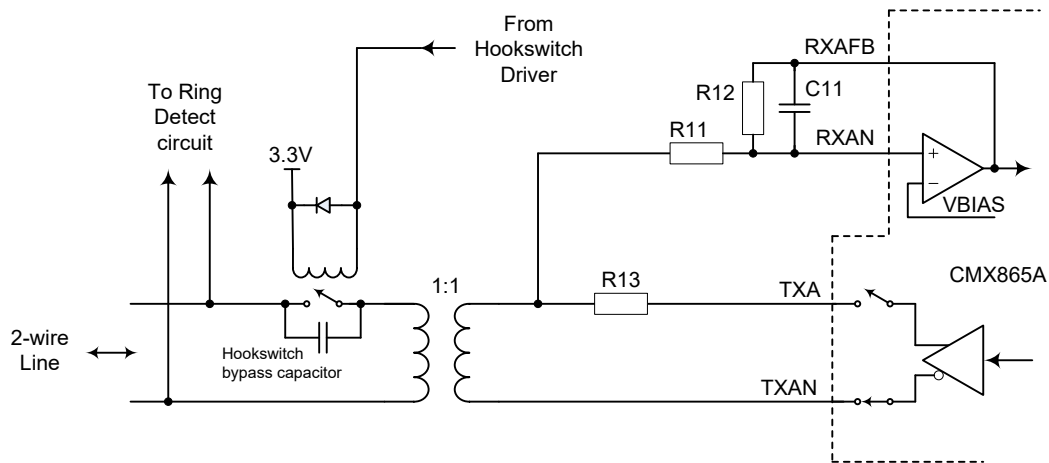 From
Hookswitch
Driver
To Ring
Detect
circuit
3.3V
RXAFB
R12
C11
R11
RXAN
+
−
VBIAS
1:1
R13
TXA
CMX865A
2-wire
Line
Hookswitch
bypass capacitor
TXAN